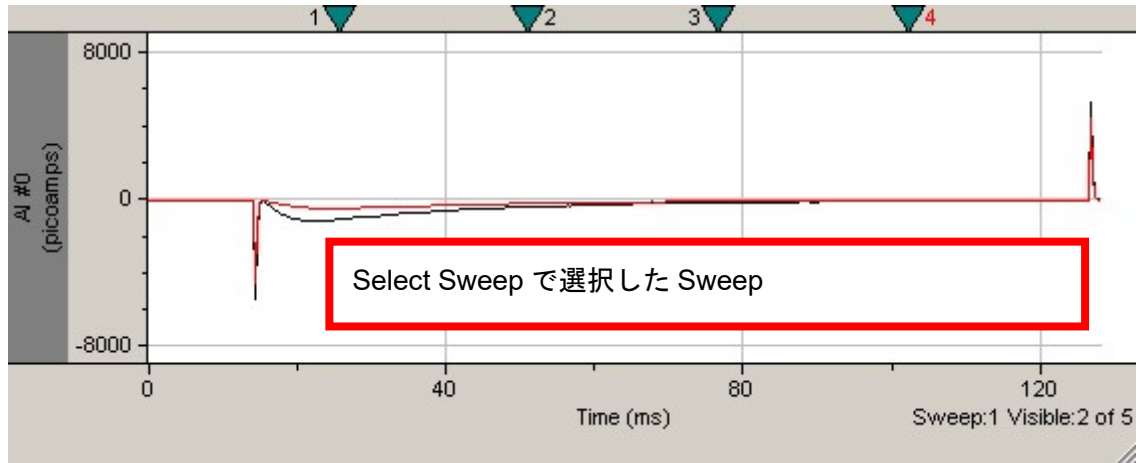 1 2 3 4
8000
0
-8000
AI #0
(picoamps)
Select Sweep で選択した Sweep
0 40 80 120
Time (ms)
Sweep:1 Visible:2 of 5